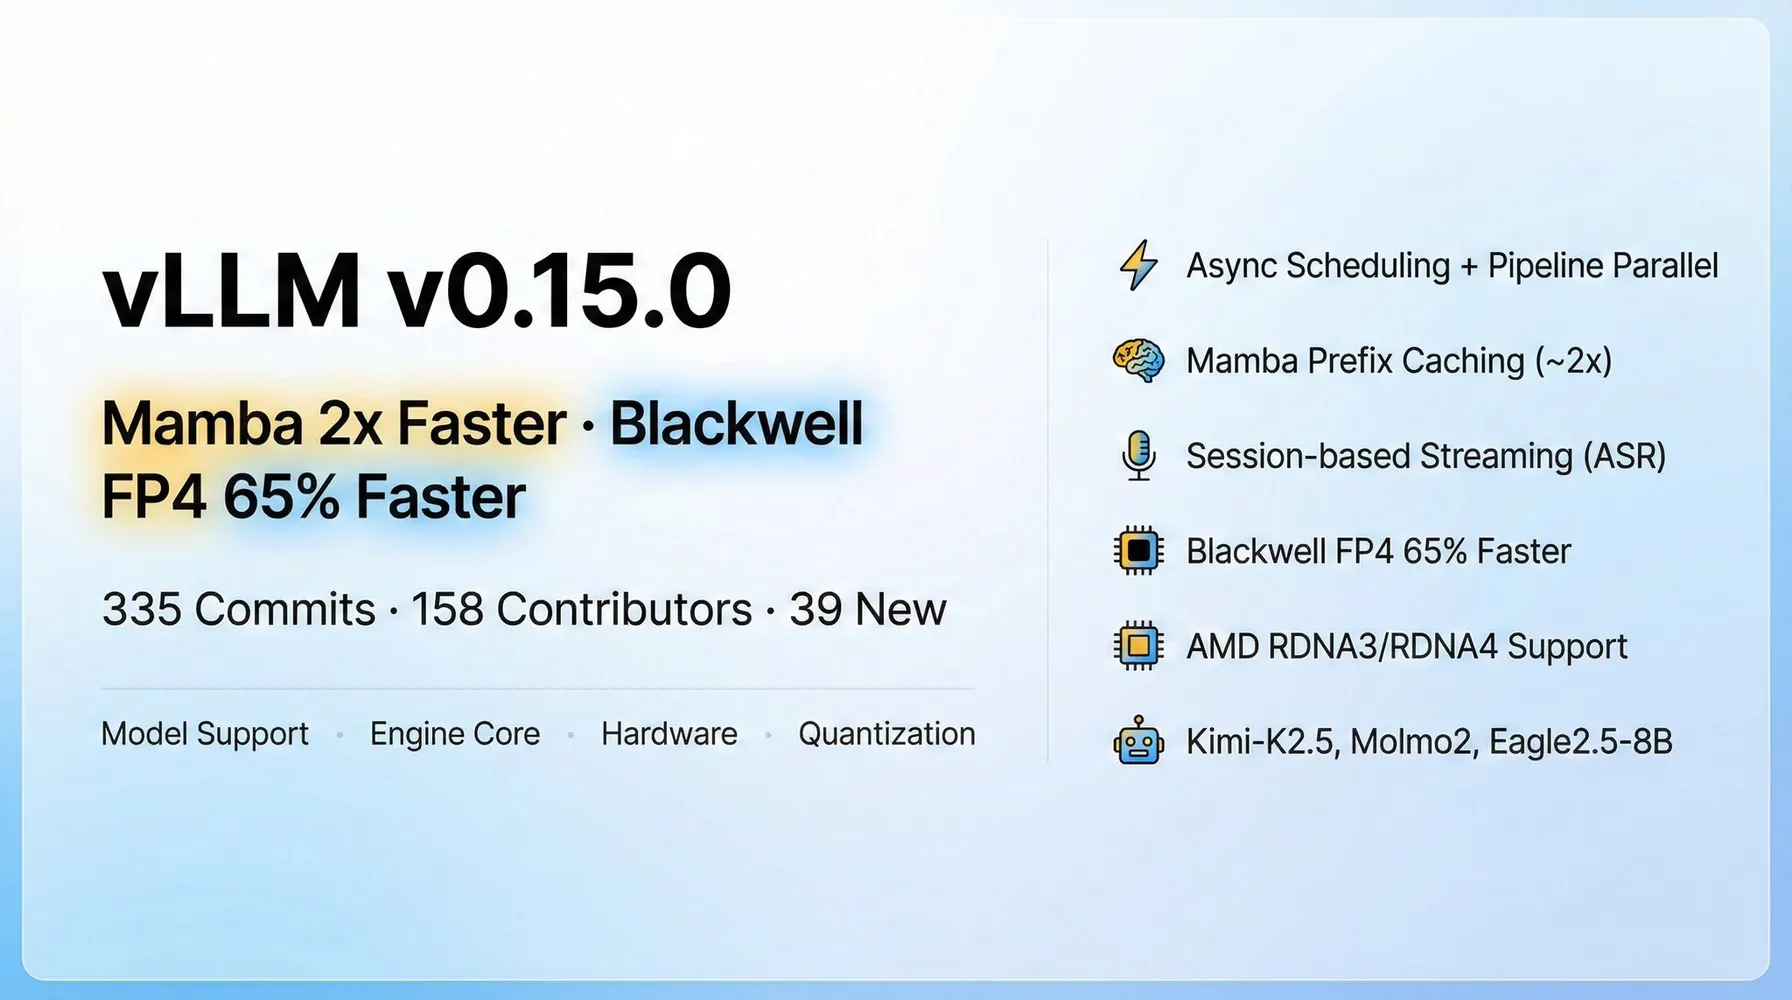 vLLM v0.15.0
Mamba 2x Faster · Blackwell
FP4 65% Faster
335 Commits · 158 Contributors · 39 New
Model Support · Engine Core · Hardware · Quantization
Async Scheduling + Pipeline Parallel
Mamba Prefix Caching (~2x)
Session-based Streaming (ASR)
Blackwell FP4 65% Faster
AMD RDNA3/RDNA4 Support
Kimi-K2.5, Molmo2, Eagle2.5-8B